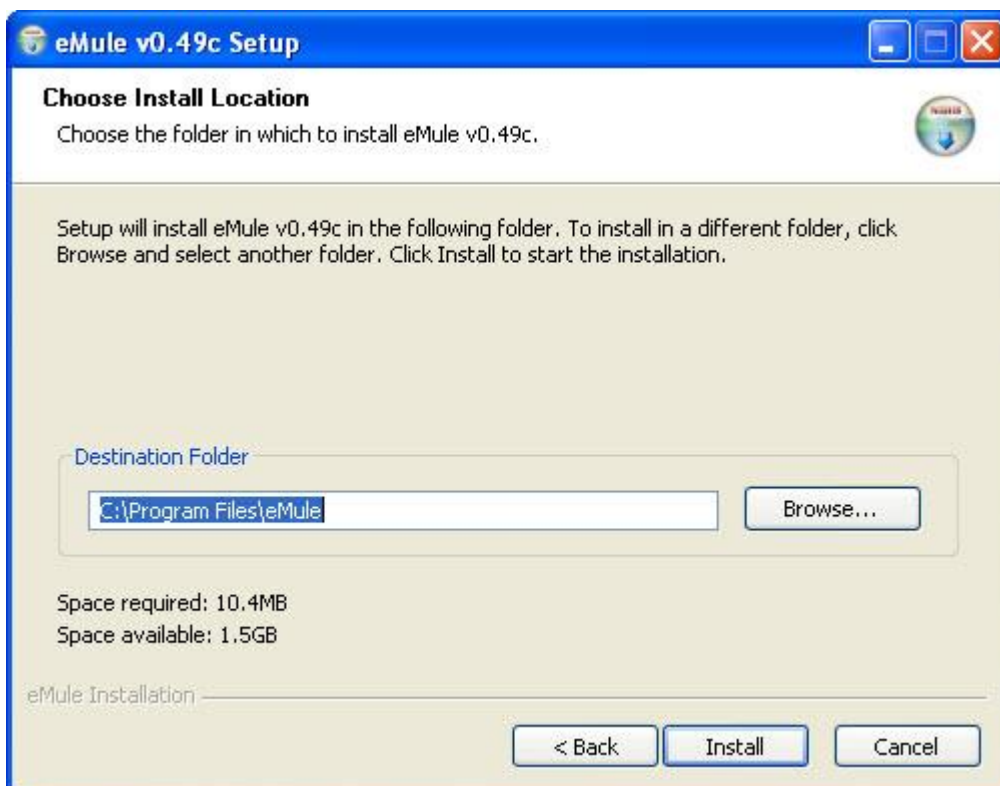 eMule v0.49c Setup
Choose Install Location
Choose the folder in which to install eMule v0.49c.
Setup will install eMule v0.49c in the following folder. To install in a different folder, click
Browse and select another folder. Click Install to start the installation.
Destination Folder
C:\Program Files\eMule
Browse...
Space required: 10.4MB
Space available: 1.5GB
eMule Installation
< Back
Install
Cancel